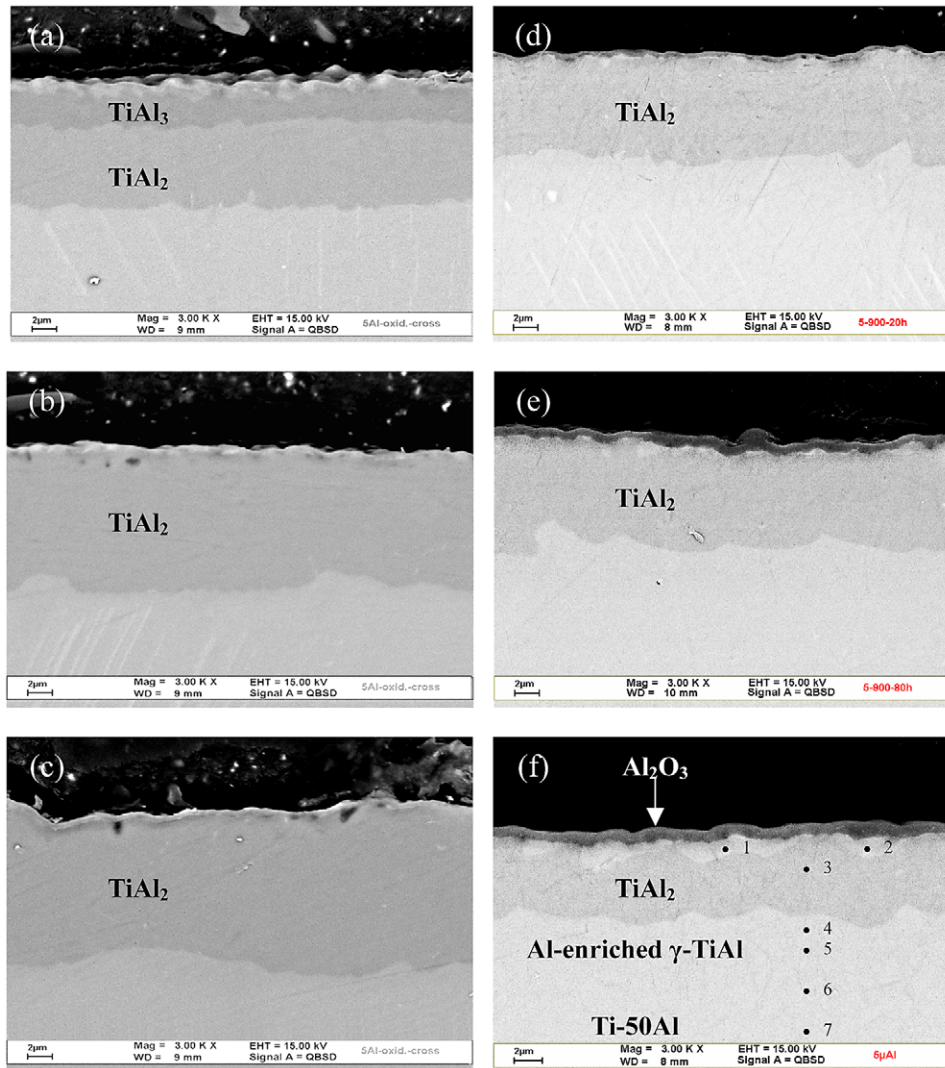 (a)
TiAl₃
TiAl₂
2µm
Mag = 3.00 K X
EHT = 15.00 kV
WD = 9 mm
Signal A = QBSD
5Al-oxid.-cross
(d)
TiAl₂
2µm
Mag = 3.00 K X
EHT = 15.00 kV
WD = 8 mm
Signal A = QBSD
5-900-20h
(b)
TiAl₂
2µm
Mag = 3.00 K X
EHT = 15.00 kV
WD = 9 mm
Signal A = QBSD
5Al-oxid.-cross
(e)
TiAl₂
2µm
Mag = 3.00 K X
EHT = 15.00 kV
WD = 10 mm
Signal A = QBSD
5-900-80h
(c)
TiAl₂
2µm
Mag = 3.00 K X
EHT = 15.00 kV
WD = 9 mm
Signal A = QBSD
5Al-oxid.-cross
(f)
Al₂O₃
1
2
3
TiAl₂
4
Al-enriched γ-TiAl
5
6
Ti-50Al
7
2µm
Mag = 3.00 K X
EHT = 15.00 kV
WD = 8 mm
Signal A = QBSD
5µAl